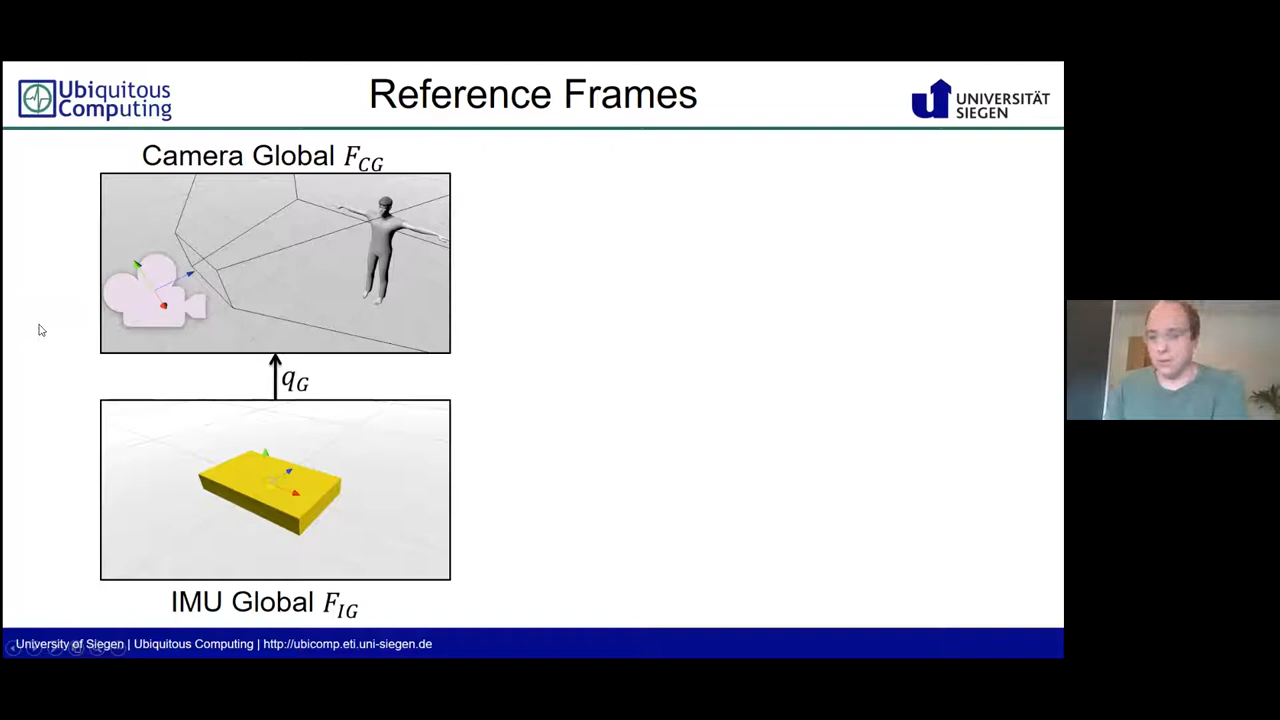 Ubiquitous
Computing
Reference Frames
UNIVERSITÄT
SIEGEN
Camera Global F_CG
q_G
IMU Global F_IG
University of Siegen | Ubiquitous Computing | http://ubicomp.eti.uni-siegen.de